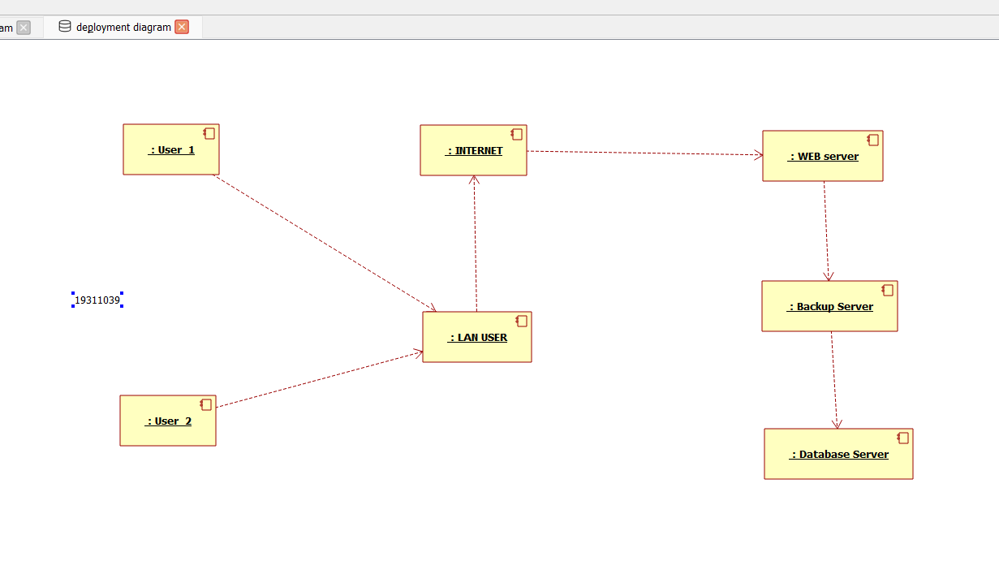 am
deployment diagram
: User_1
: INTERNET
: WEB server
19311039
: Backup Server
: LAN USER
: User_2
: Database Server